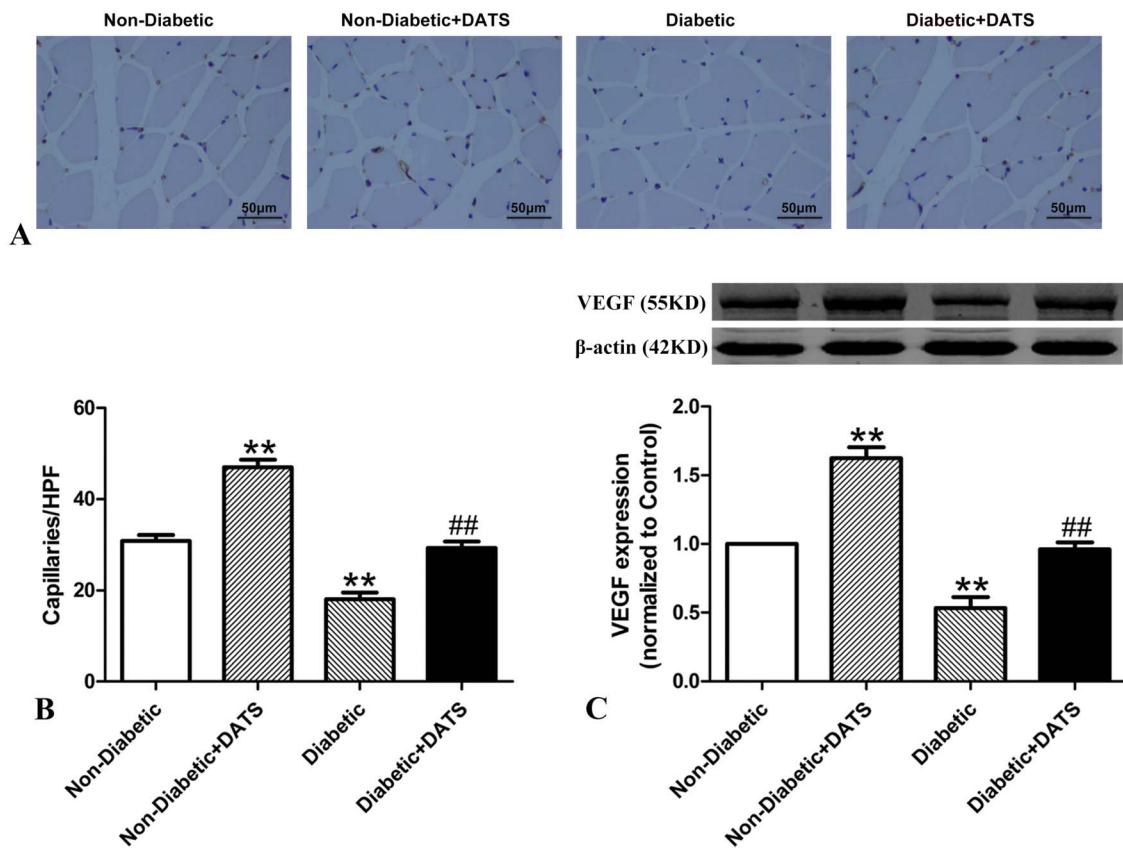 Non-Diabetic
Non-Diabetic+DATS
Diabetic
Diabetic+DATS
50μm
50μm
50μm
50μm
A
VEGF (55KD)
β-actin (42KD)
Capillaries/HPF
60
40
20
0
**
**
##
Non-Diabetic
Non-Diabetic+DATS
Diabetic
Diabetic+DATS
B
VEGF expression
(normalized to Control)
2.0
1.5
1.0
0.5
0.0
**
**
##
Non-Diabetic
Non-Diabetic+DATS
Diabetic
Diabetic+DATS
C